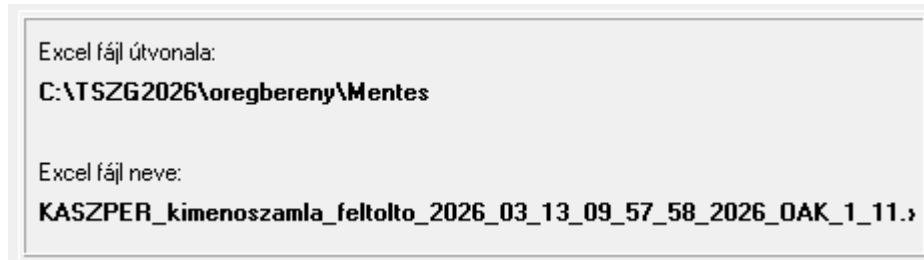 Excel fájl útvonala:
C:\TSZG2026\oregbereny\Mentes
Excel fájl neve:
KASZPER_kimenoszamla_feltolto_2026_03_13_09_57_58_2026_OAK_1_11.